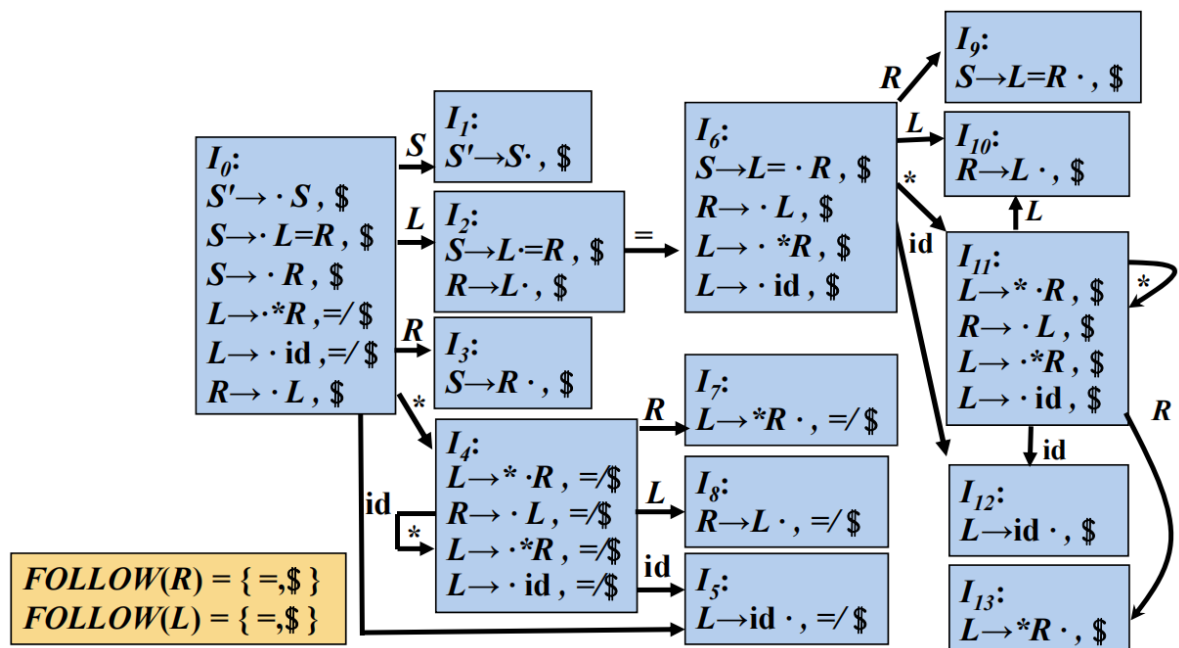 I0:
S'→ · S , $
S→ · L=R , $
S→ · R , $
L→ ·*R ,=/ $
L→ · id ,=/ $
R→ · L , $
S
L
R
*
id
I1:
S'→S· , $
I2:
S→L·=R , $
R→L· , $
=
I3:
S→R · , $
I4:
L→* ·R , =/$
R→ · L , =/$
L→ ·*R , =/$
L→ · id , =/$
*
R
L
id
I6:
S→L= · R , $
R→ · L , $
L→ · *R , $
L→ · id , $
R
L
*
id
I7:
L→*R · , =/ $
I8:
R→L · , =/ $
I5:
L→id · , =/ $
I9:
S→L=R · , $
I10:
R→L · , $
L
I11:
L→* ·R , $
R→ · L , $
L→ ·*R , $
L→ · id , $
*
R
id
I12:
L→id · , $
I13:
L→*R · , $
FOLLOW(R) = { =,$ }
FOLLOW(L) = { =,$ }